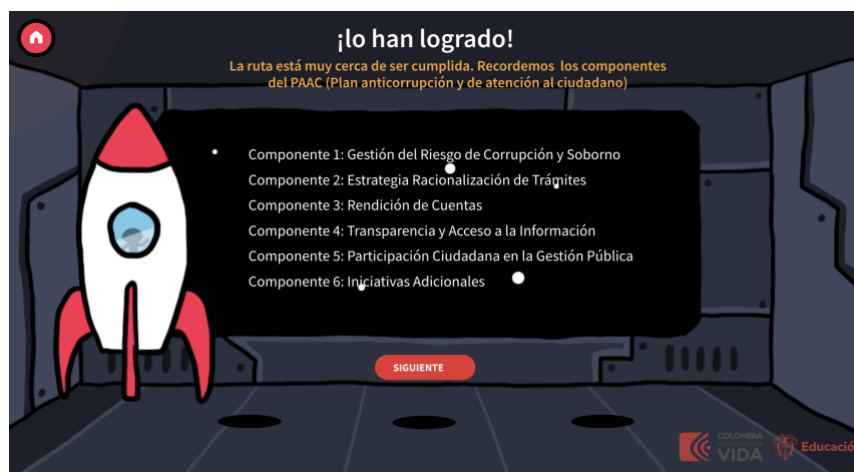 ¡lo han logrado!
La ruta está muy cerca de ser cumplida. Recordemos los componentes
del PAAC (Plan anticorrupción y de atención al ciudadano)
Componente 1: Gestión del Riesgo de Corrupción y Soborno
Componente 2: Estrategia Racionalización de Trámites
Componente 3: Rendición de Cuentas
Componente 4: Transparencia y Acceso a la Información
Componente 5: Participación Ciudadana en la Gestión Pública
Componente 6: Iniciativas Adicionales
SIGUIENTE
COLOMBIA
VIDA
Educació